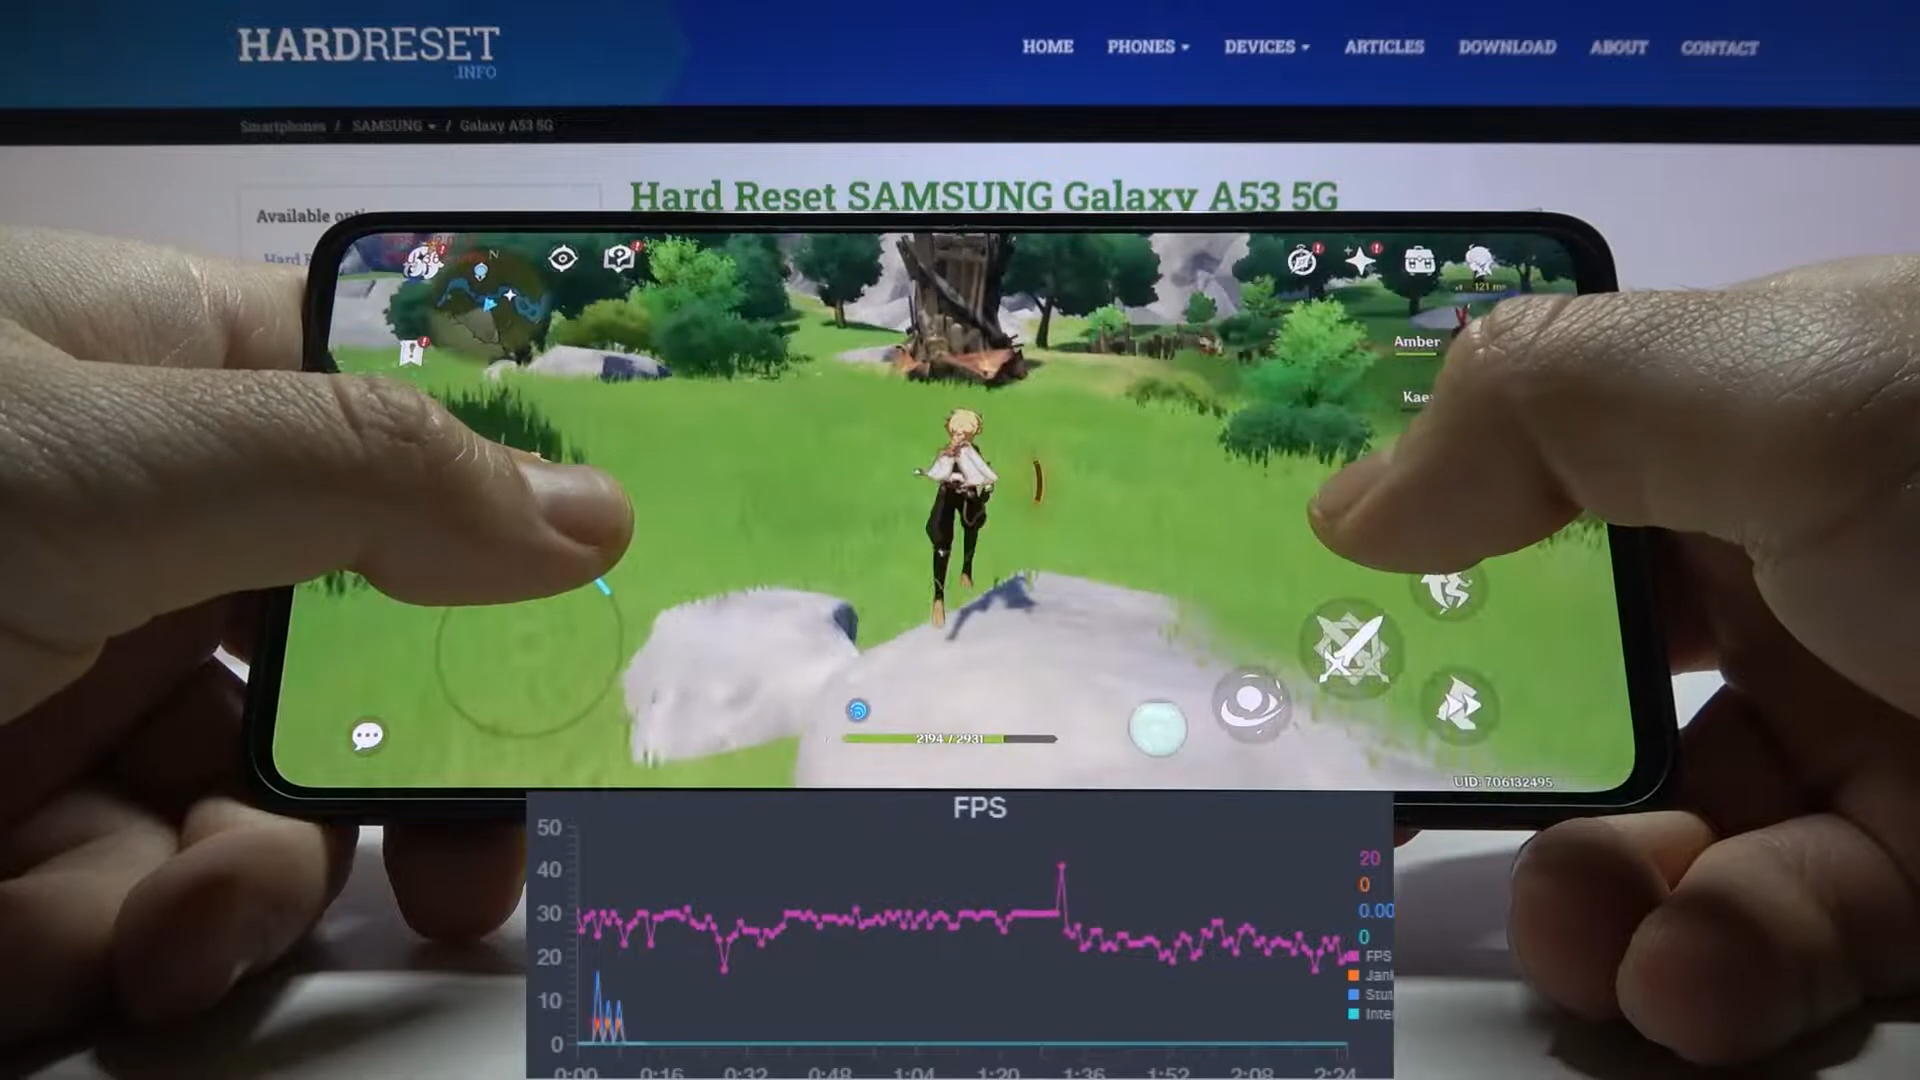 HARDRESET
.INFO
HOME PHONES DEVICES ARTICLES DOWNLOAD ABOUT CONTACT
Smartphones / SAMSUNG / Galaxy A53 5G
Hard Reset SAMSUNG Galaxy A53 5G
Available
Hard
N
121 ms
Amber
2194 / 2931
UID: 706132495
FPS
50
40
30
20
10
0
0:00 0:16 0:32 0:48 1:04 1:20 1:36 1:52 2:08 2:24
20
0
0.00
0
FPS